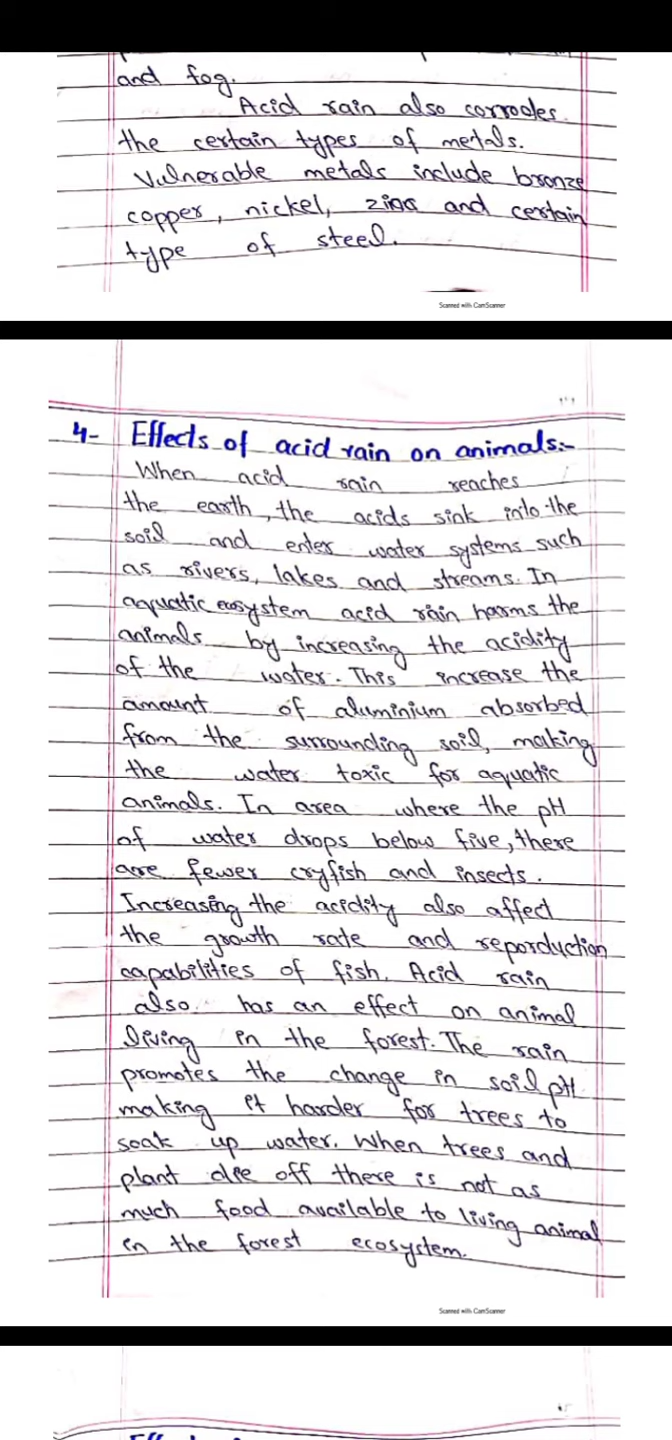 and fog.
Acid rain also corrodes
the certain types of metals.
Vulnerable metals include bronze
copper, nickel, zinc and certain
type of steel.
Scanned with CamScanner
4- Effects of acid rain on animals:-
When acid rain reaches
the earth, the acids sink into the
soil and enter water systems such
as rivers, lakes and streams. In
aquatic eosystem acid rain harms the
animals by increasing the acidity
of the water. This increase the
amount of aluminium absorbed
from the surrounding soil, making
the water toxic for aquatic
animals. In area where the pH
of water drops below five, there
are fewer cryfish and insects.
Increasing the acidity also affect
the growth rate and reporduction
capabilities of fish. Acid rain
also has an effect on animal
living in the forest. The rain
promotes the change in soil pH
making it harder for trees to
soak up water. When trees and
plant die off there is not as
much food available to living animal
in the forest ecosystem.
Scanned with CamScanner